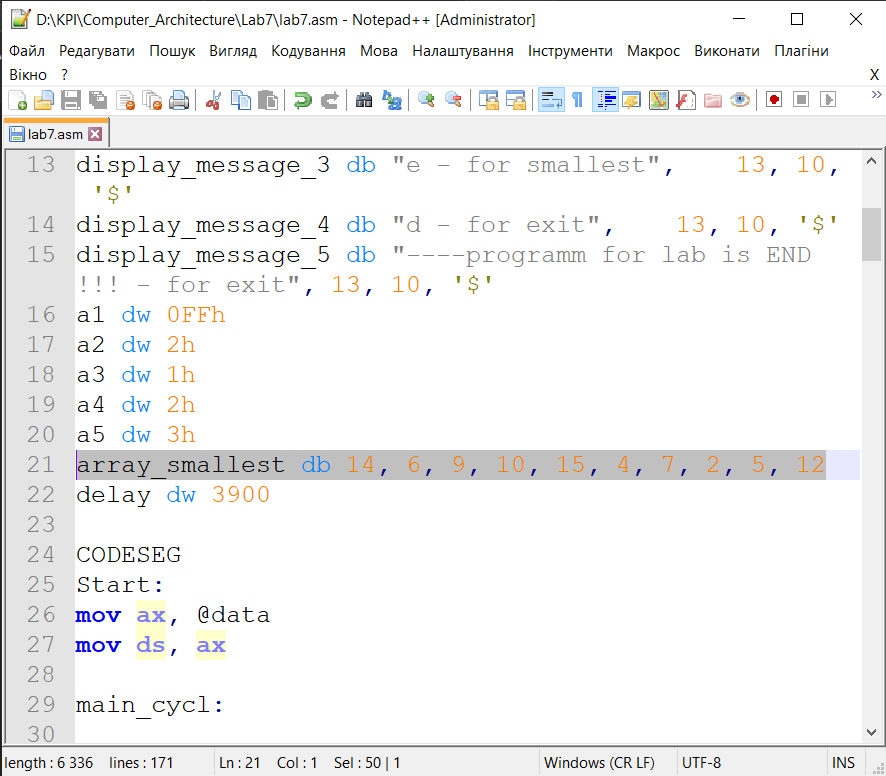 D:\KPI\Computer_Architecture\Lab7\lab7.asm - Notepad++ [Administrator]
Файл Редагувати Пошук Вигляд Кодування Мова Налаштування Інструменти Макрос Виконати Плагіни
Вікно ? X
lab7.asm
13 display_message_3 db "e - for smallest", 13, 10,
'$'
14 display_message_4 db "d - for exit", 13, 10, '$'
15 display_message_5 db "----programm for lab is END
!!! - for exit", 13, 10, '$'
16 a1 dw 0FFh
17 a2 dw 2h
18 a3 dw 1h
19 a4 dw 2h
20 a5 dw 3h
21 array_smallest db 14, 6, 9, 10, 15, 4, 7, 2, 5, 12
22 delay dw 3900
23
24 CODESEG
25 Start:
26 mov ax, @data
27 mov ds, ax
28
29 main_cycl:
30
length : 6 336 lines : 171 Ln : 21 Col : 1 Sel : 50 | 1 Windows (CR LF) UTF-8 INS